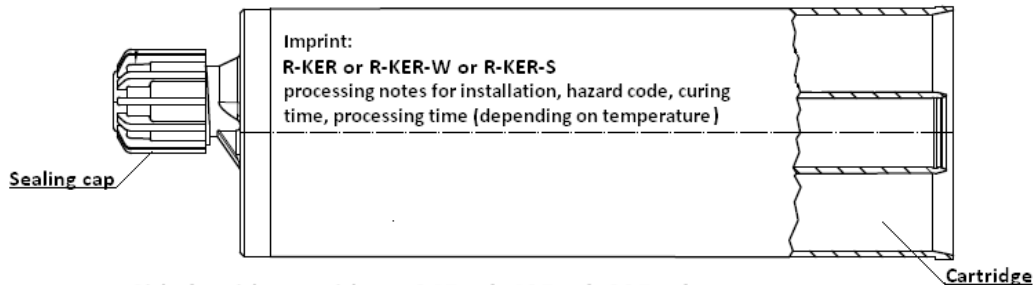 Imprint:
R-KER or R-KER-W or R-KER-S
processing notes for installation, hazard code, curing
time, processing time (depending on temperature)
Sealing cap
Cartridge